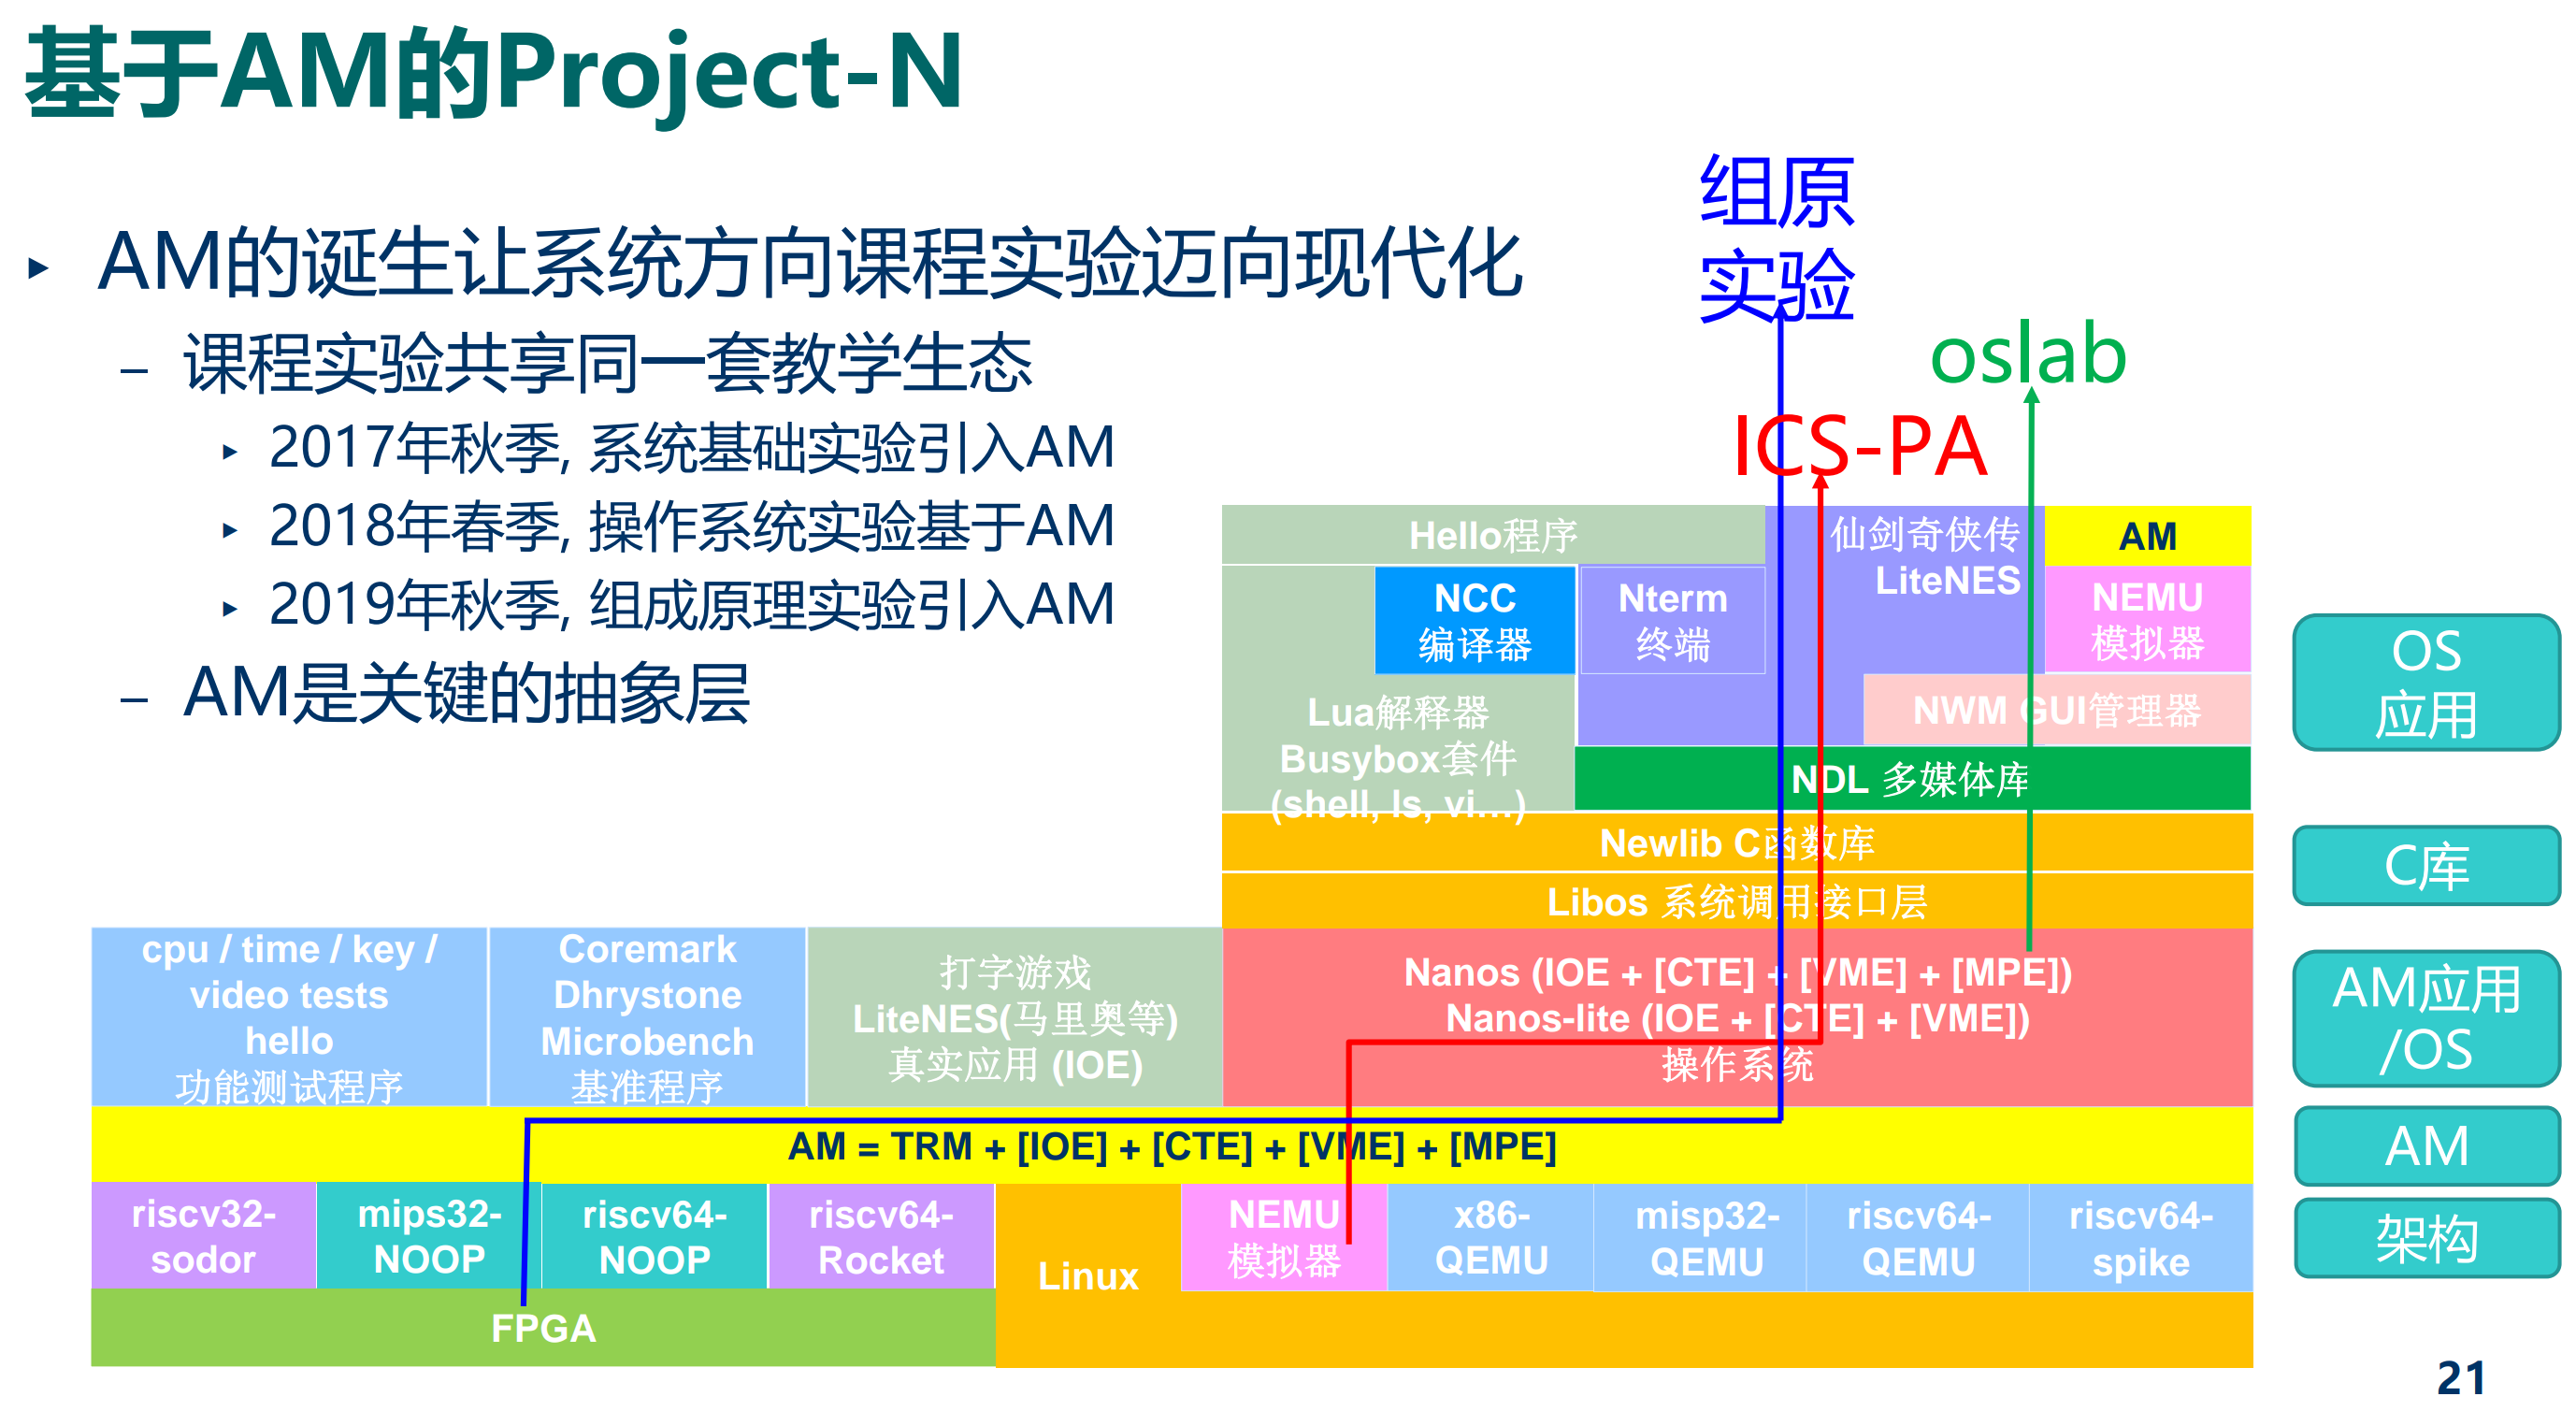 基于AM的Project-N
▸ AM的诞生让系统方向课程实验迈向现代化
– 课程实验共享同一套教学生态
▸ 2017年秋季, 系统基础实验引入AM
▸ 2018年春季, 操作系统实验基于AM
▸ 2019年秋季, 组成原理实验引入AM
– AM是关键的抽象层
组原
实验
oslab
ICS-PA
Hello程序
仙剑奇侠传
LiteNES
AM
NCC
编译器
Nterm
终端
NEMU
模拟器
Lua解释器
Busybox套件
(shell, ls, vi…)
NWM GUI管理器
NDL 多媒体库
Newlib C函数库
Libos 系统调用接口层
cpu / time / key /
video tests
hello
功能测试程序
Coremark
Dhrystone
Microbench
基准程序
打字游戏
LiteNES(马里奥等)
真实应用 (IOE)
Nanos (IOE + [CTE] + [VME] + [MPE])
Nanos-lite (IOE + [CTE] + [VME])
操作系统
AM = TRM + [IOE] + [CTE] + [VME] + [MPE]
riscv32-
sodor
mips32-
NOOP
riscv64-
NOOP
riscv64-
Rocket
Linux
NEMU
模拟器
x86-
QEMU
misp32-
QEMU
riscv64-
QEMU
riscv64-
spike
FPGA
OS
应用
C库
AM应用
/OS
AM
架构
21